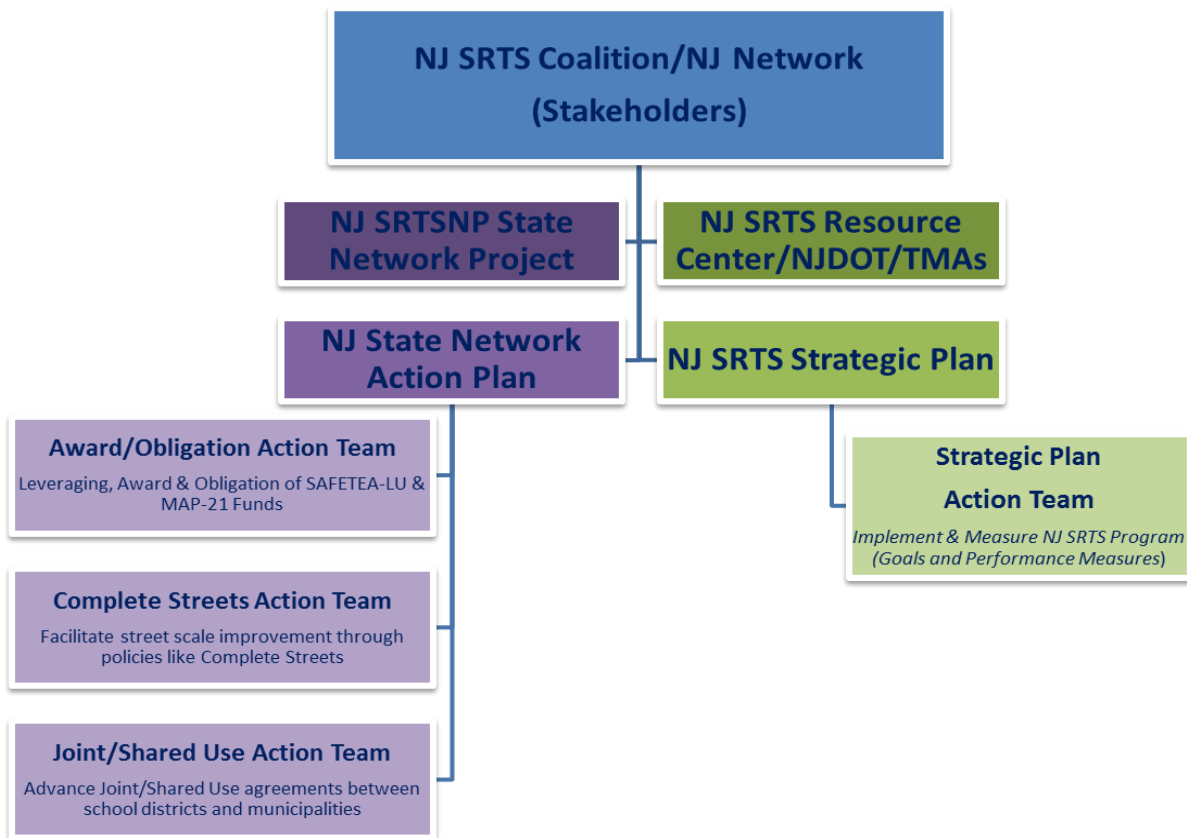 NJ SRTS Coalition/NJ Network
(Stakeholders)
NJ SRTSNP State
Network Project
NJ SRTS Resource
Center/NJDOT/TMAs
NJ State Network
Action Plan
NJ SRTS Strategic Plan
Award/Obligation Action Team
Leveraging, Award & Obligation of SAFETEA-LU &
MAP-21 Funds
Complete Streets Action Team
Facilitate street scale improvement through
policies like Complete Streets
Joint/Shared Use Action Team
Advance Joint/Shared Use agreements between
school districts and municipalities
Strategic Plan
Action Team
Implement & Measure NJ SRTS Program
(Goals and Performance Measures)